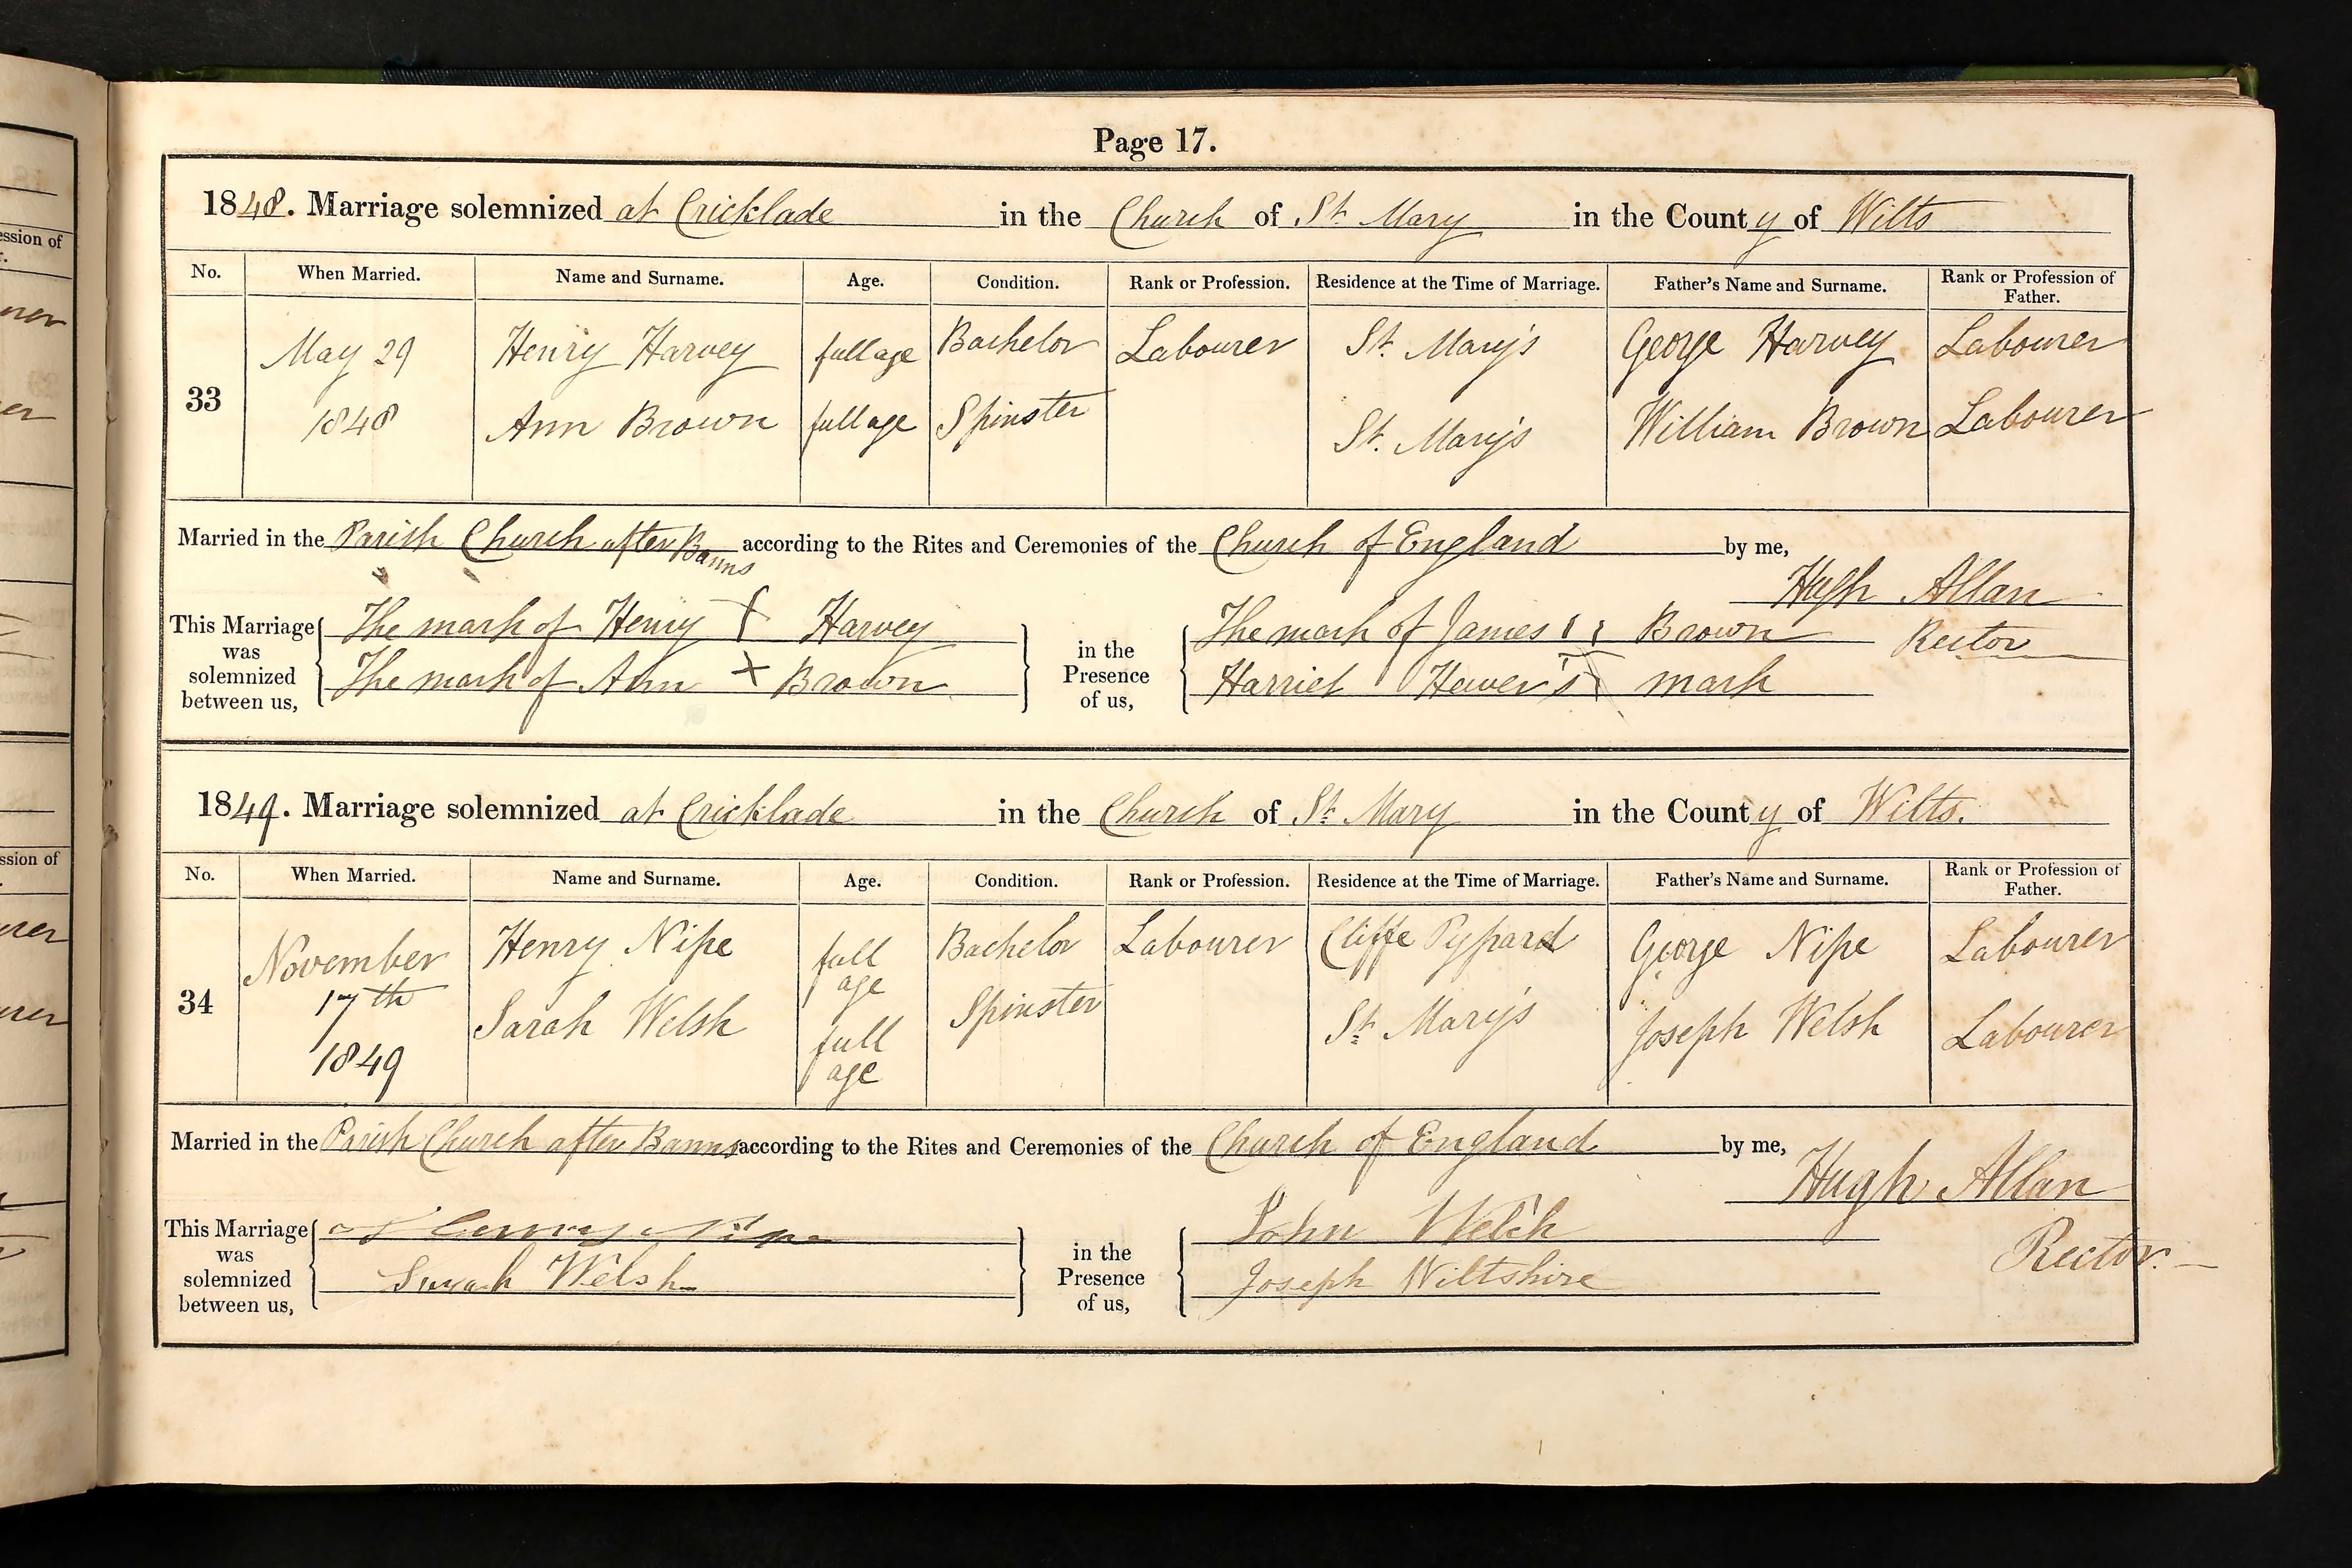 Page 17.
1848. Marriage solemnized at Cricklade in the Church of St. Mary in the County of Wilts
No. When Married. Name and Surname. Age. Condition. Rank or Profession. Residence at the Time of Marriage. Father's Name and Surname. Rank or Profession of Father.
33 May 29 Henry Harvey full age Bachelor Labourer St. Mary's George Harvey Labourer
1848 Ann Brown full age Spinster St. Mary's William Brown Labourer
Married in the Parish Church after Banns according to the Rites and Ceremonies of the Church of England by me,
Hugh Allan
Rector
This Marriage was solemnized between us,
The mark of Henry X Harvey
The mark of Ann X Brown
in the Presence of us,
The mark of James Brown
Harriet Hewer's mark
1849. Marriage solemnized at Cricklade in the Church of St. Mary in the County of Wilts.
No. When Married. Name and Surname. Age. Condition. Rank or Profession. Residence at the Time of Marriage. Father's Name and Surname. Rank or Profession of Father.
34 November Henry Nipe full age Bachelor Labourer Cliffe Pypard George Nipe Labourer
17th
1849 Sarah Welsh full age Spinster St. Mary's Joseph Welsh Labourer
Married in the Parish Church after Banns according to the Rites and Ceremonies of the Church of England by me,
Hugh Allan
Rector.
This Marriage was solemnized between us,
Henry Nipe
Sarah Welsh
in the Presence of us,
John Welch
Joseph Wiltshire